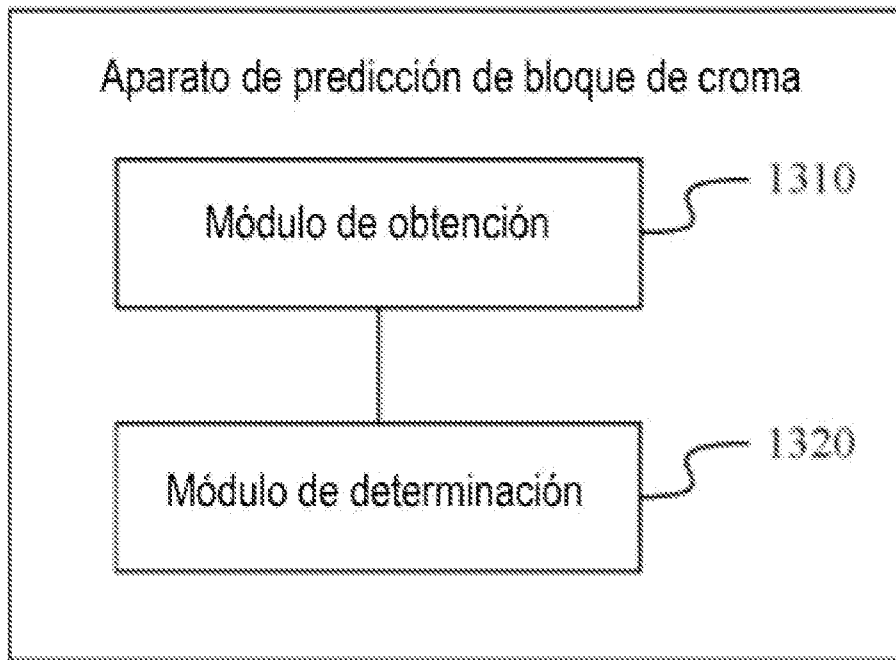 Aparato de predicción de bloque de croma
Módulo de obtención
1310
Módulo de determinación
1320